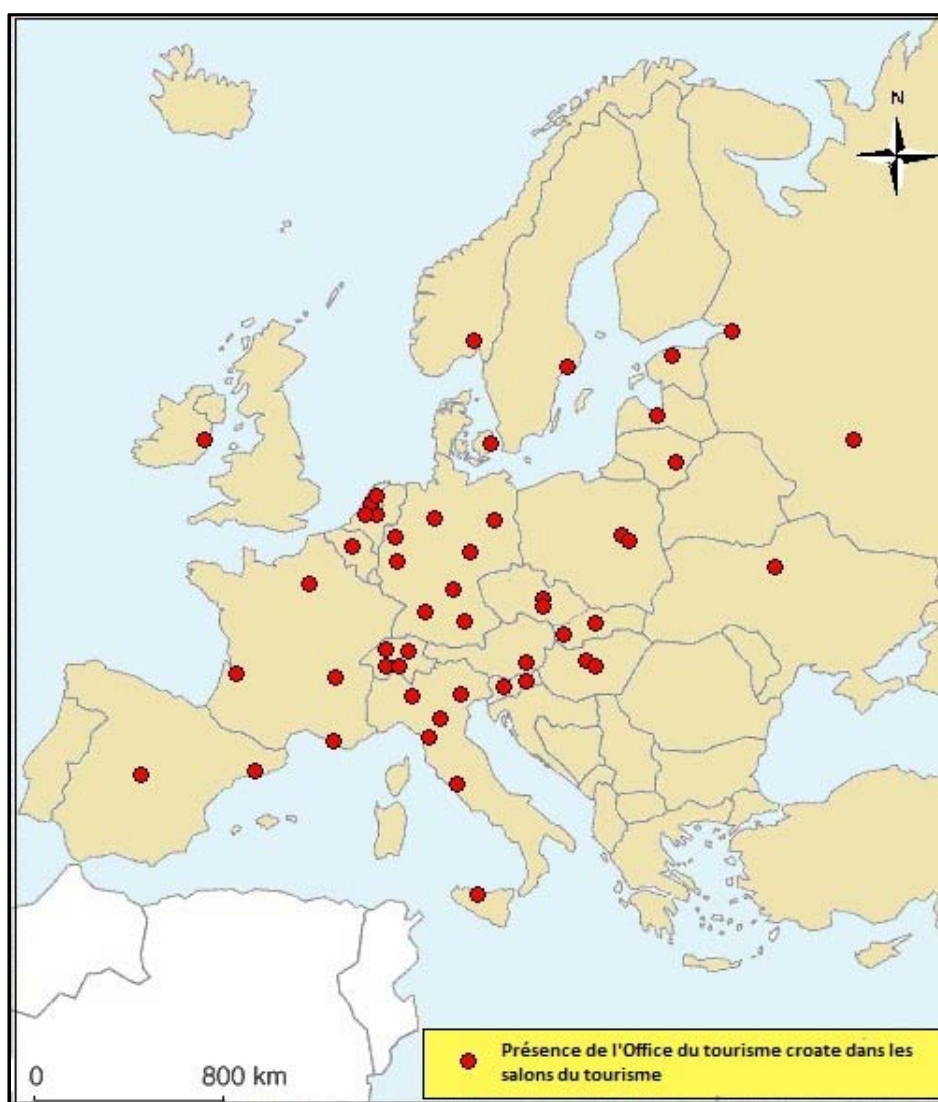 N
Présence de l'Office du tourisme croate dans les
salons du tourisme
0 800 km